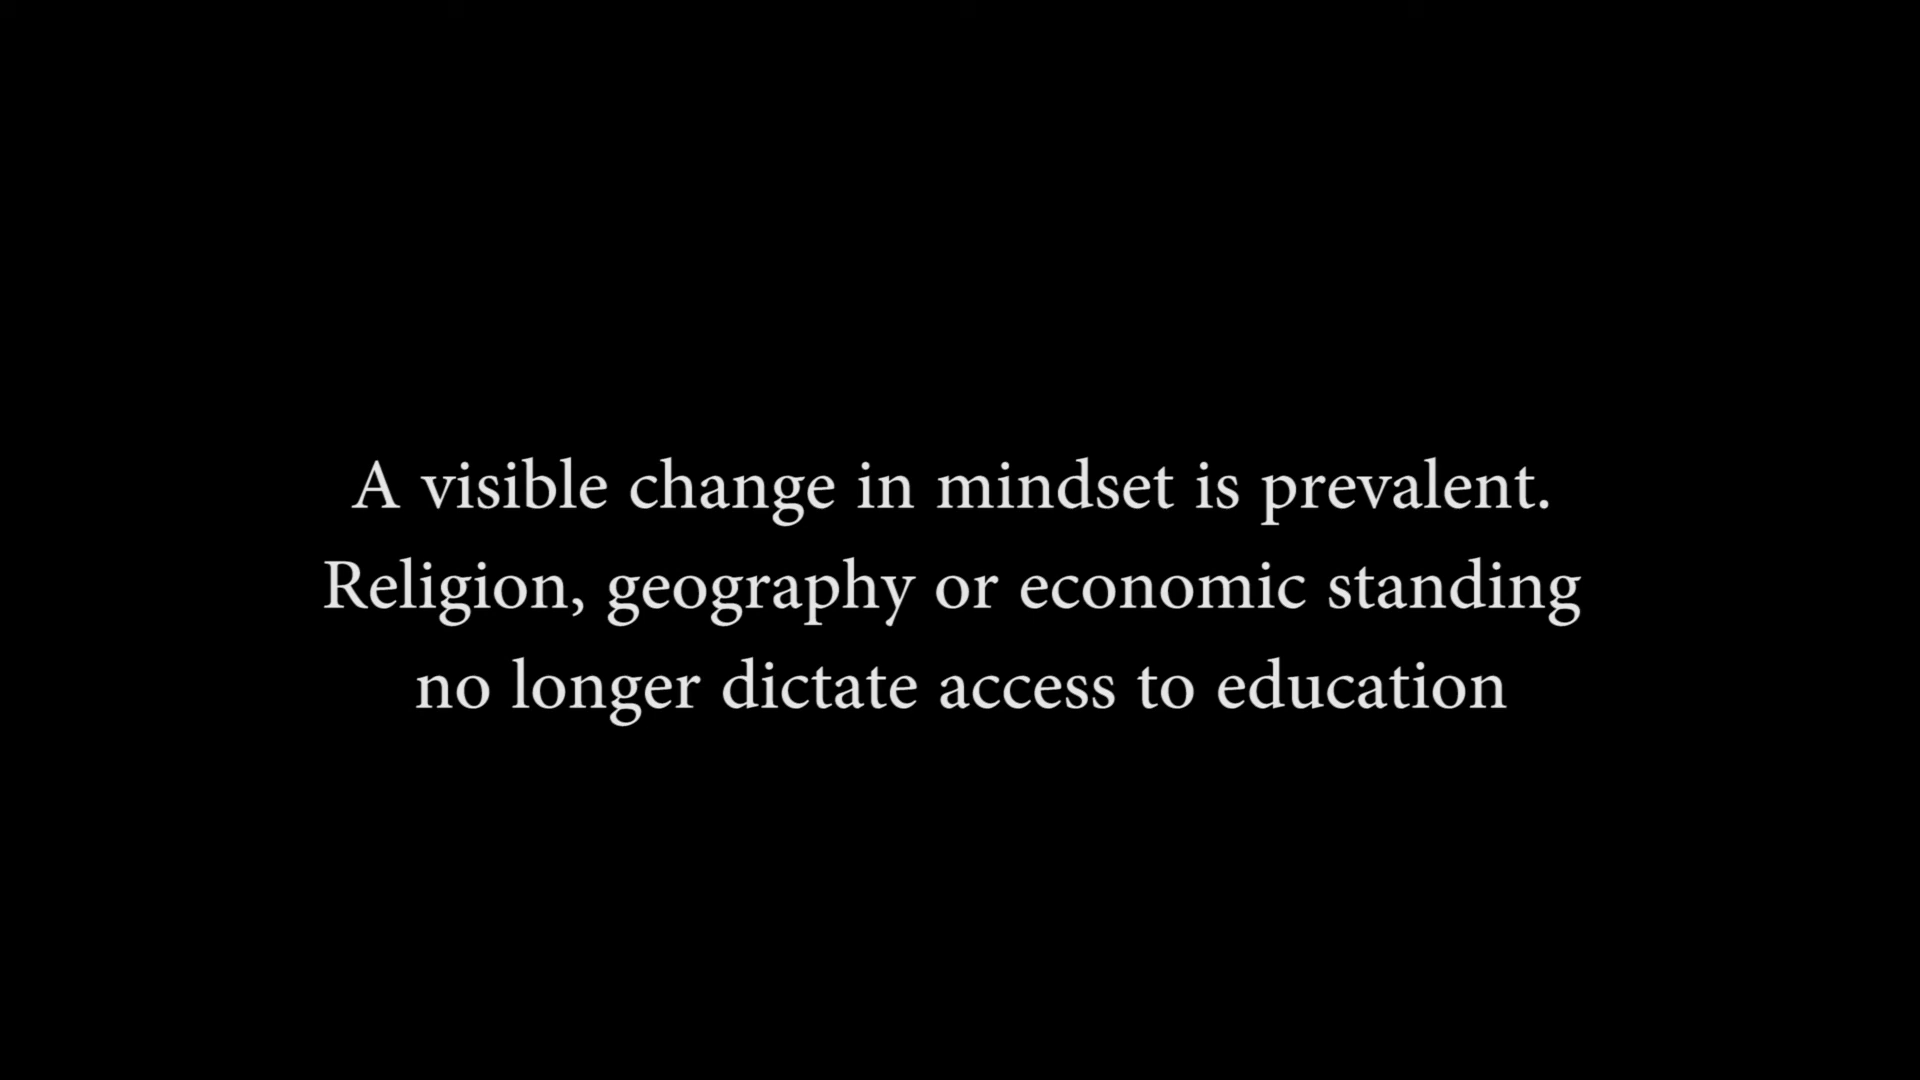 A visible change in mindset is prevalent.
Religion, geography or economic standing
no longer dictate access to education